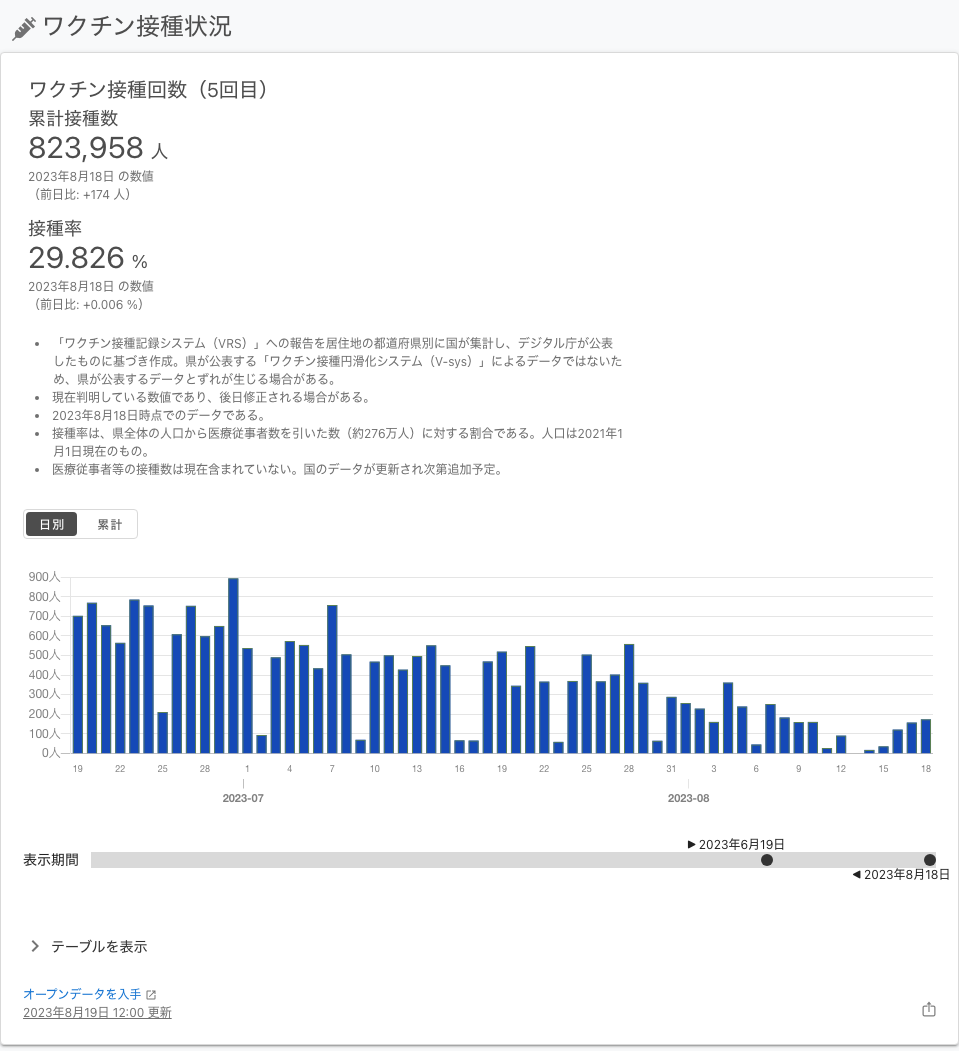 ワクチン接種状況
ワクチン接種回数（5回目）
累計接種数
823,958 人
2023年8月18日 の数値
（前日比: +174 人）
接種率
29.826 %
2023年8月18日 の数値
（前日比: +0.006 %）
• 「ワクチン接種記録システム（VRS）」への報告を居住地の都道府県別に国が集計し、デジタル庁が公表
したものに基づき作成。県が公表する「ワクチン接種円滑化システム（V-sys）」によるデータではないた
め、県が公表するデータとずれが生じる場合がある。
• 現在判明している数値であり、後日修正される場合がある。
• 2023年8月18日時点でのデータである。
• 接種率は、県全体の人口から医療従事者数を引いた数（約276万人）に対する割合である。人口は2021年1
月1日現在のもの。
• 医療従事者等の接種数は現在含まれていない。国のデータが更新され次第追加予定。
日別 累計
900人
800人
700人
600人
500人
400人
300人
200人
100人
0人
19 22 25 28 1 4 7 10 13 16 19 22 25 28 31 3 6 9 12 15 18
2023-07 2023-08
▶ 2023年6月19日
表示期間
◀ 2023年8月18日
テーブルを表示
オープンデータを入手
2023年8月19日 12:00 更新